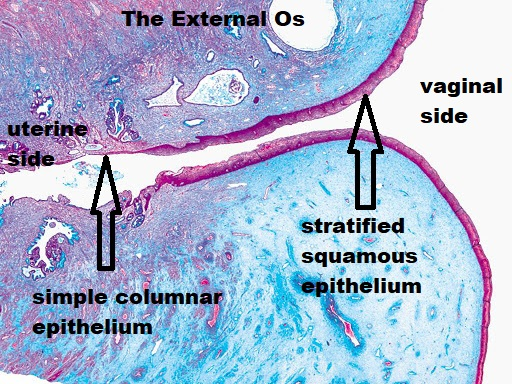 The External Os
vaginal
side
uterine
side
stratified
squamous
epithelium
simple columnar
epithelium